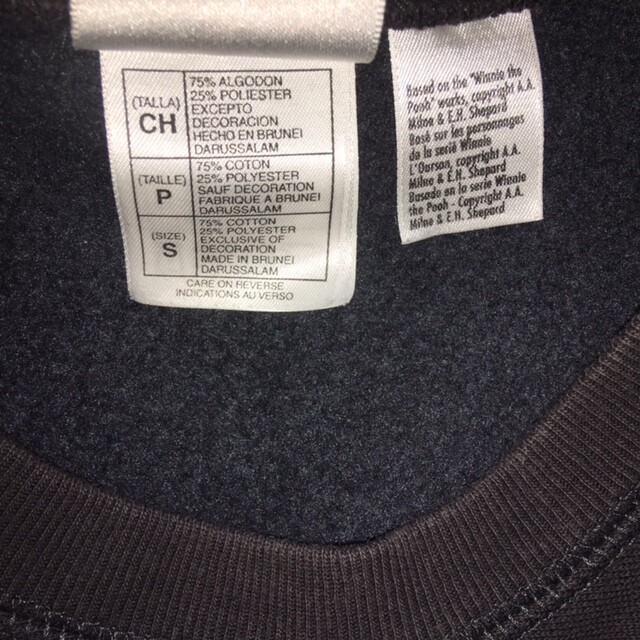 (TALLA)
CH
75% ALGODON
25% POLIESTER
EXCEPTO
DECORACION
HECHO EN BRUNEI
DARUSSALAM
(TAILLE)
P
75% COTON
25% POLYESTER
SAUF DECORATION
FABRIQUE A BRUNEI
DARUSSALAM
(SIZE)
S
75% COTTON
25% POLYESTER
EXCLUSIVE OF
DECORATION
MADE IN BRUNEI
DARUSSALAM
CARE ON REVERSE
INDICATIONS AU VERSO
Based on the "Winnie the
Pooh" works, copyright A.A.
Milne & E.H. Shepard
Basé sur les personnages
de la serié Winnie
L'Oorson, copyright A.A.
Milne & E.H. Shepard
Basado en la serie Winnie
the Pooh - Copyright A.A.
Milne & E.H. Shepard